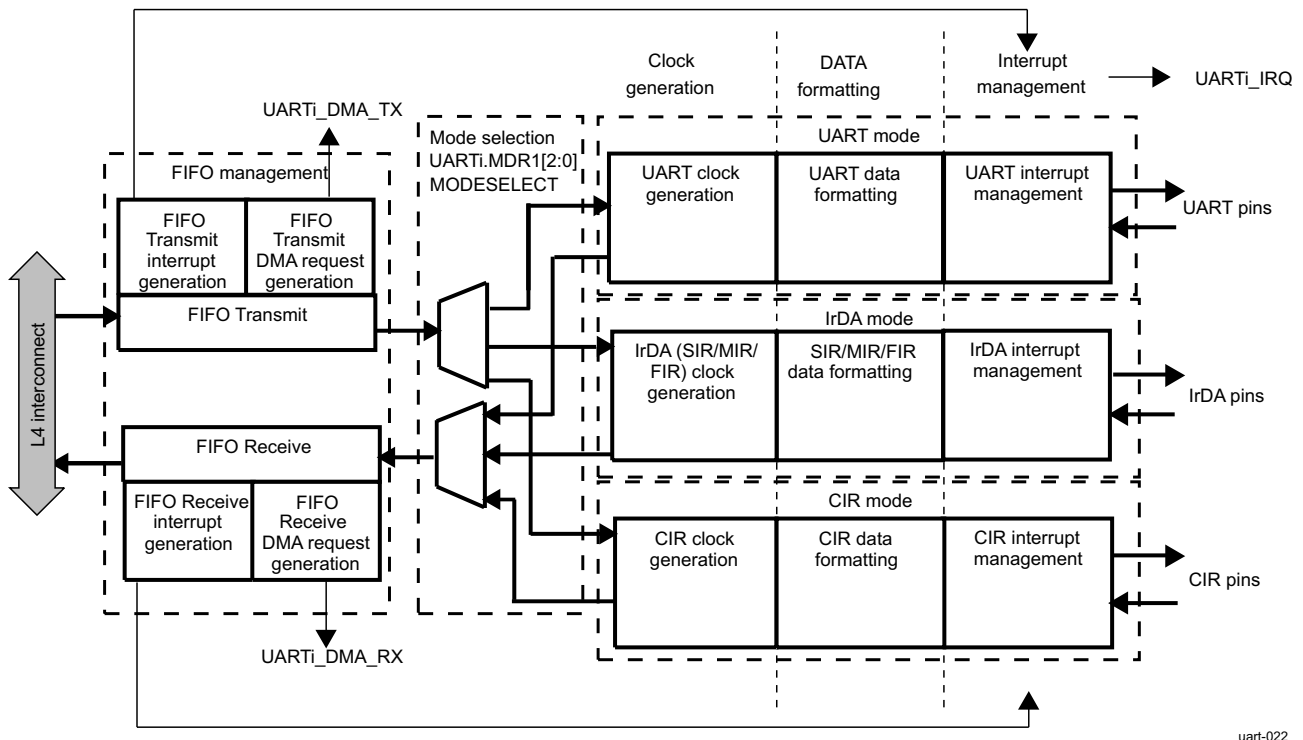 Clock
generation
DATA
formatting
Interrupt
management
UARTi_IRQ
UARTi_DMA_TX
Mode selection
UARTi.MDR1[2:0]
MODESELECT
UART mode
FIFO management
UART clock
generation
UART data
formatting
UART interrupt
management
UART pins
FIFO
Transmit
interrupt
generation
FIFO
Transmit
DMA request
generation
FIFO Transmit
L4 interconnect
IrDA mode
IrDA (SIR/MIR/
FIR) clock
generation
SIR/MIR/FIR
data formatting
IrDA interrupt
management
IrDA pins
FIFO Receive
FIFO Receive
interrupt
generation
FIFO
Receive
DMA request
generation
CIR mode
CIR clock
generation
CIR data
formatting
CIR interrupt
management
CIR pins
UARTi_DMA_RX
uart-022